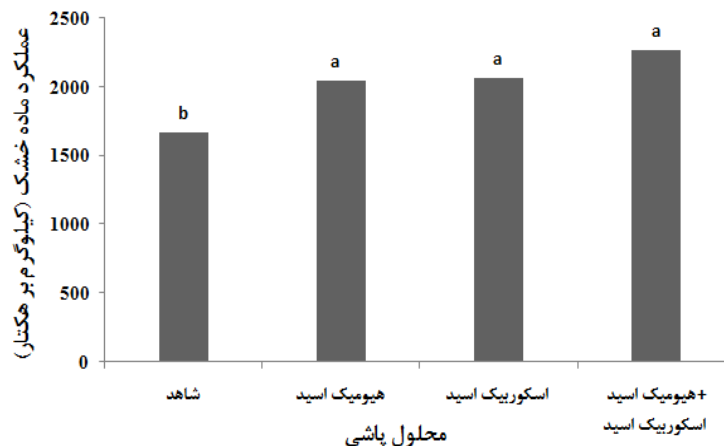 عملکرد ماده خشک (کیلوگرم بر هکتار)
2500
2000
1500
1000
500
0
b
a
a
a
شاهد
هیومیک اسید
اسکوربیک اسید
هیومیک اسید+
اسکوربیک اسید
محلول پاشی